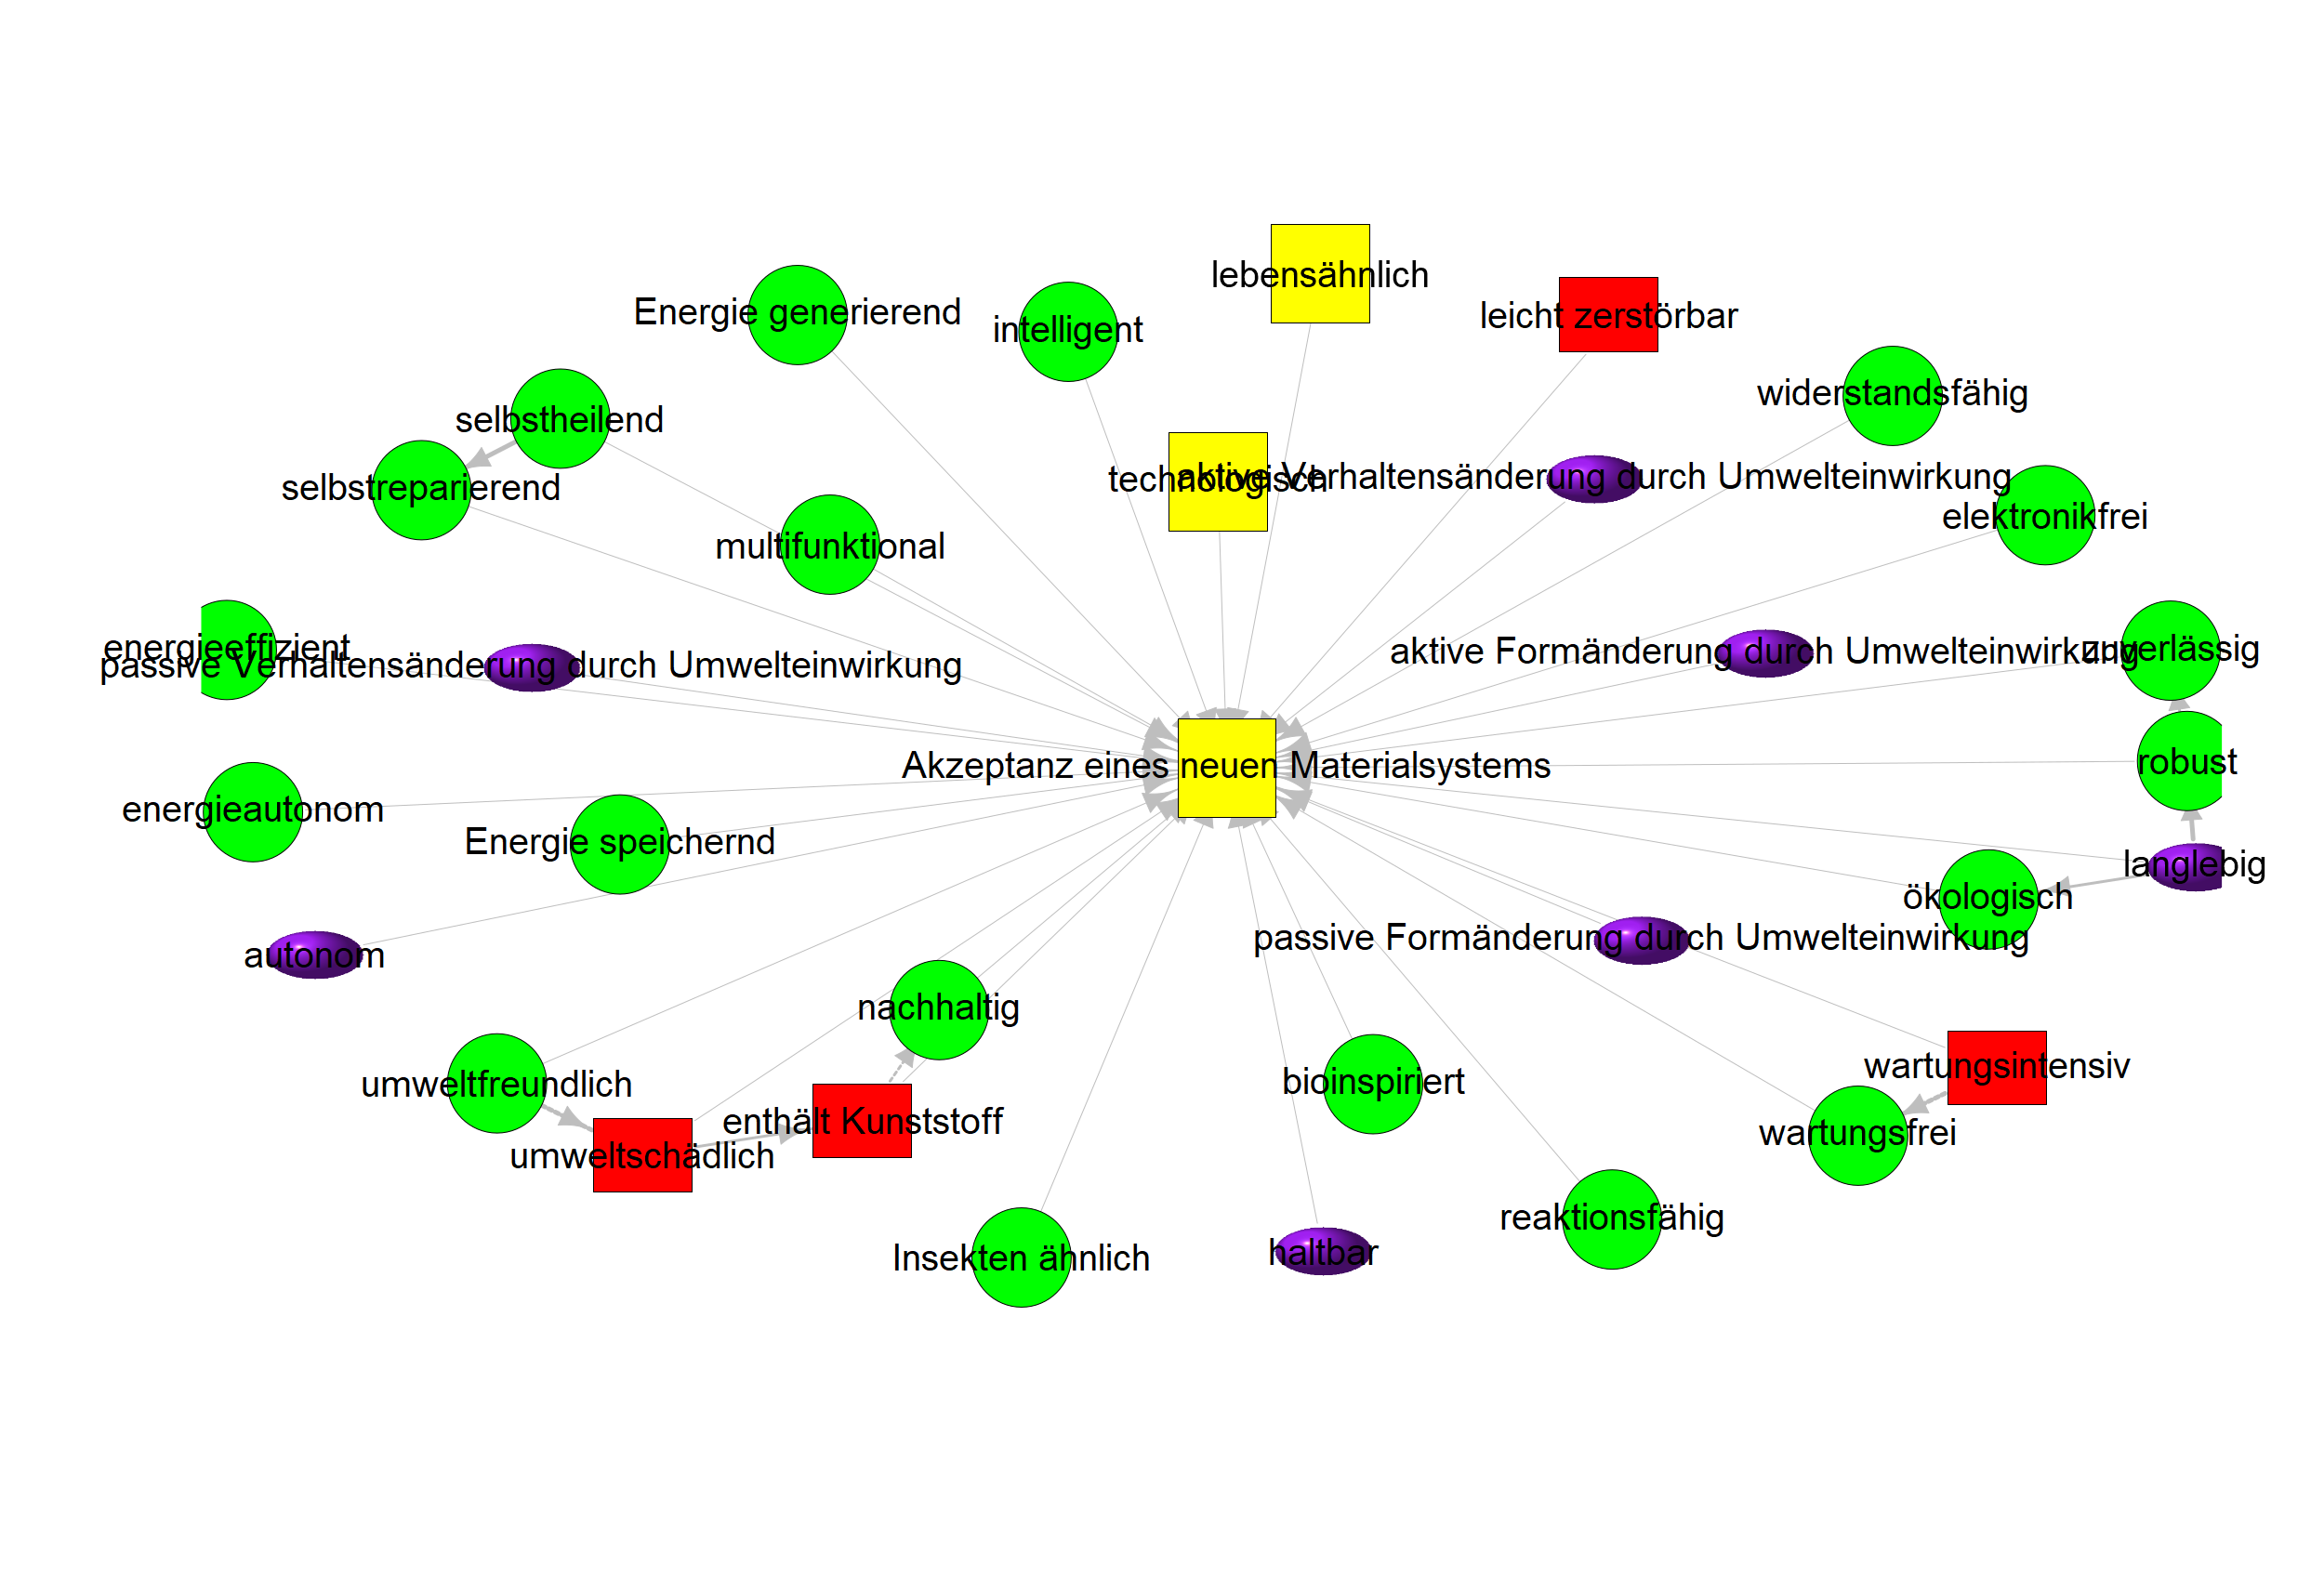 lebensähnlich
Energie generierend
intelligent
leicht zerstörbar
widerstandsfähig
selbstheilend
selbstreparierend
technologisch
aktive Verhaltensänderung durch Umwelteinwirkung
elektronikfrei
multifunktional
energieeffizient
passive Verhaltensänderung durch Umwelteinwirkung
aktive Formänderung durch Umwelteinwirkung
zuverlässig
Akzeptanz eines neuen Materialsystems
robust
energieautonom
Energie speichernd
langlebig
ökologisch
autonom
passive Formänderung durch Umwelteinwirkung
nachhaltig
umweltfreundlich
bioinspiriert
wartungsintensiv
enthält Kunststoff
wartungsfrei
umweltschädlich
reaktionsfähig
Insekten ähnlich
haltbar